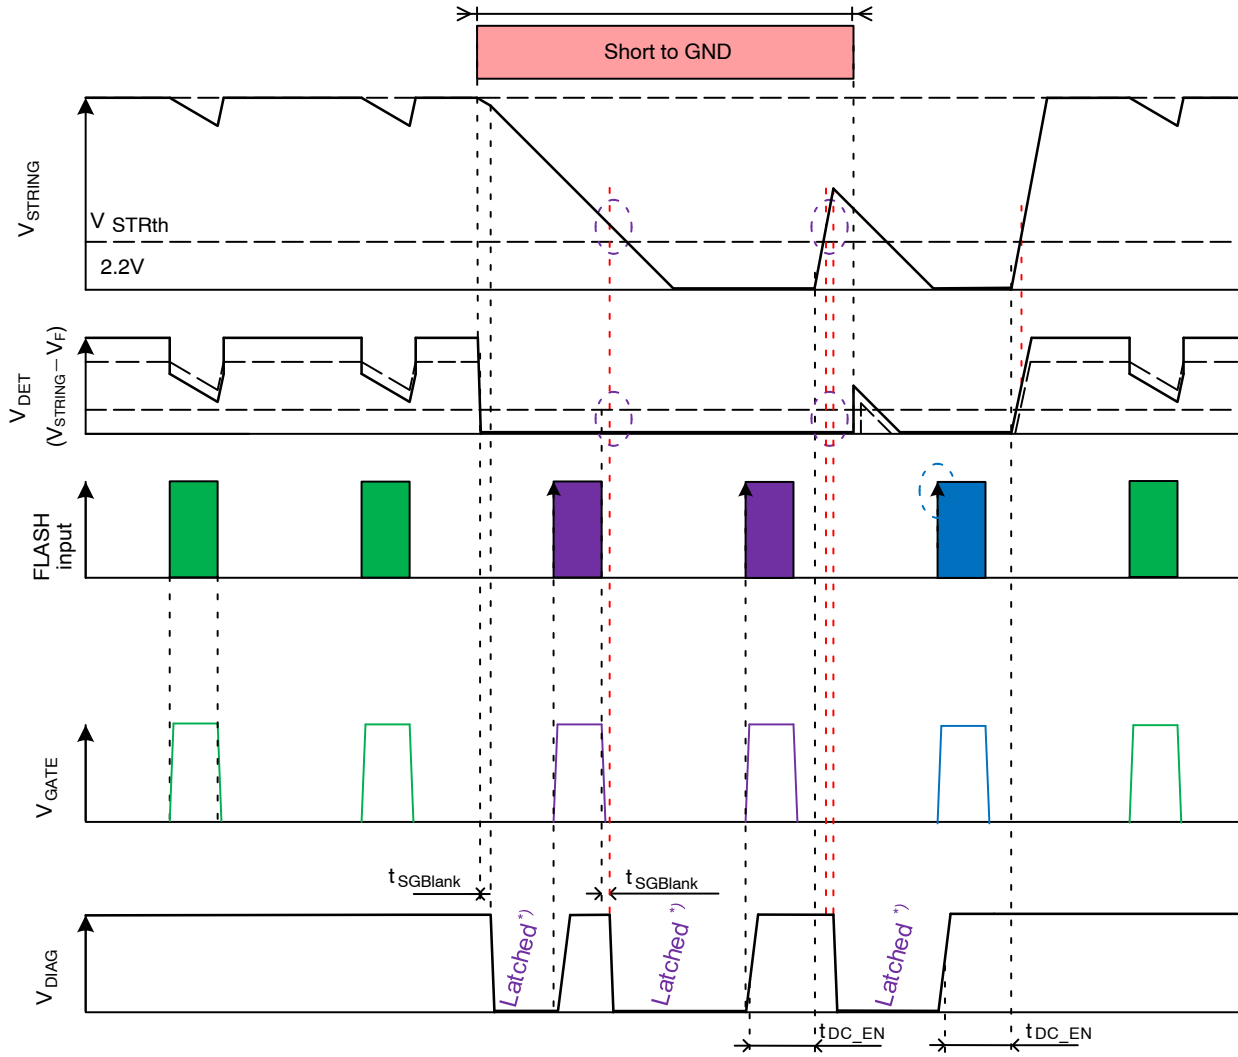 Short to GND
VSTRING
V STRth
2.2V
VDET
(VSTRING – VF)
FLASH
input
VGATE
tSGBlank
tSGBlank
VDIAG
Latched *)
Latched *)
Latched *)
tDC_EN
tDC_EN